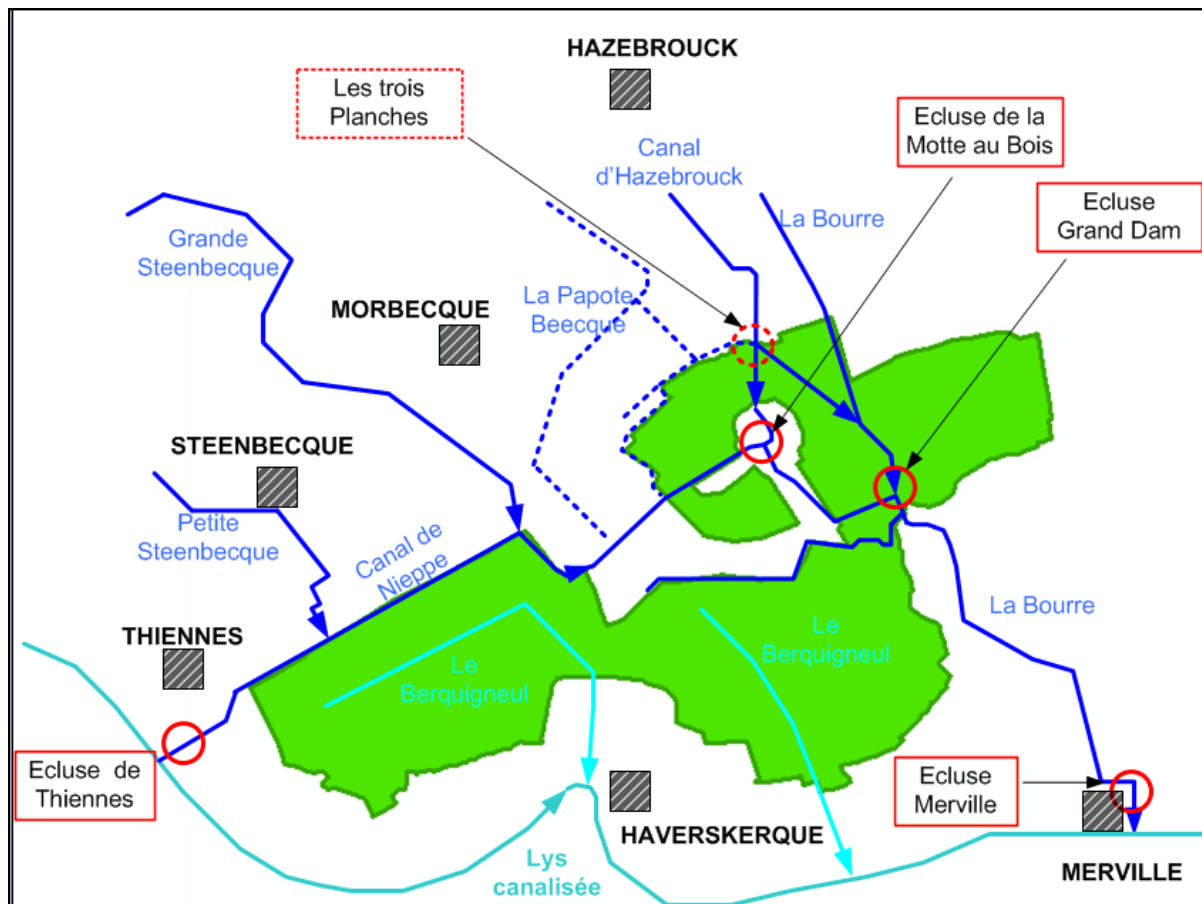 HAZEBROUCK
Les trois
Planches
Ecluse de la
Motte au Bois
Canal
d'Hazebrouck
Ecluse
Grand Dam
La Bourre
Grande
Steenbecque
La Papote
Beecque
MORBECQUE
STEENBECQUE
Petite
Steenbecque
Canal de
Nieppe
La Bourre
THIENNES
Le
Berquigneul
Le
Berquigneul
Ecluse de
Thiennes
Ecluse
Merville
HAVERSKERQUE
Lys
canalisée
MERVILLE